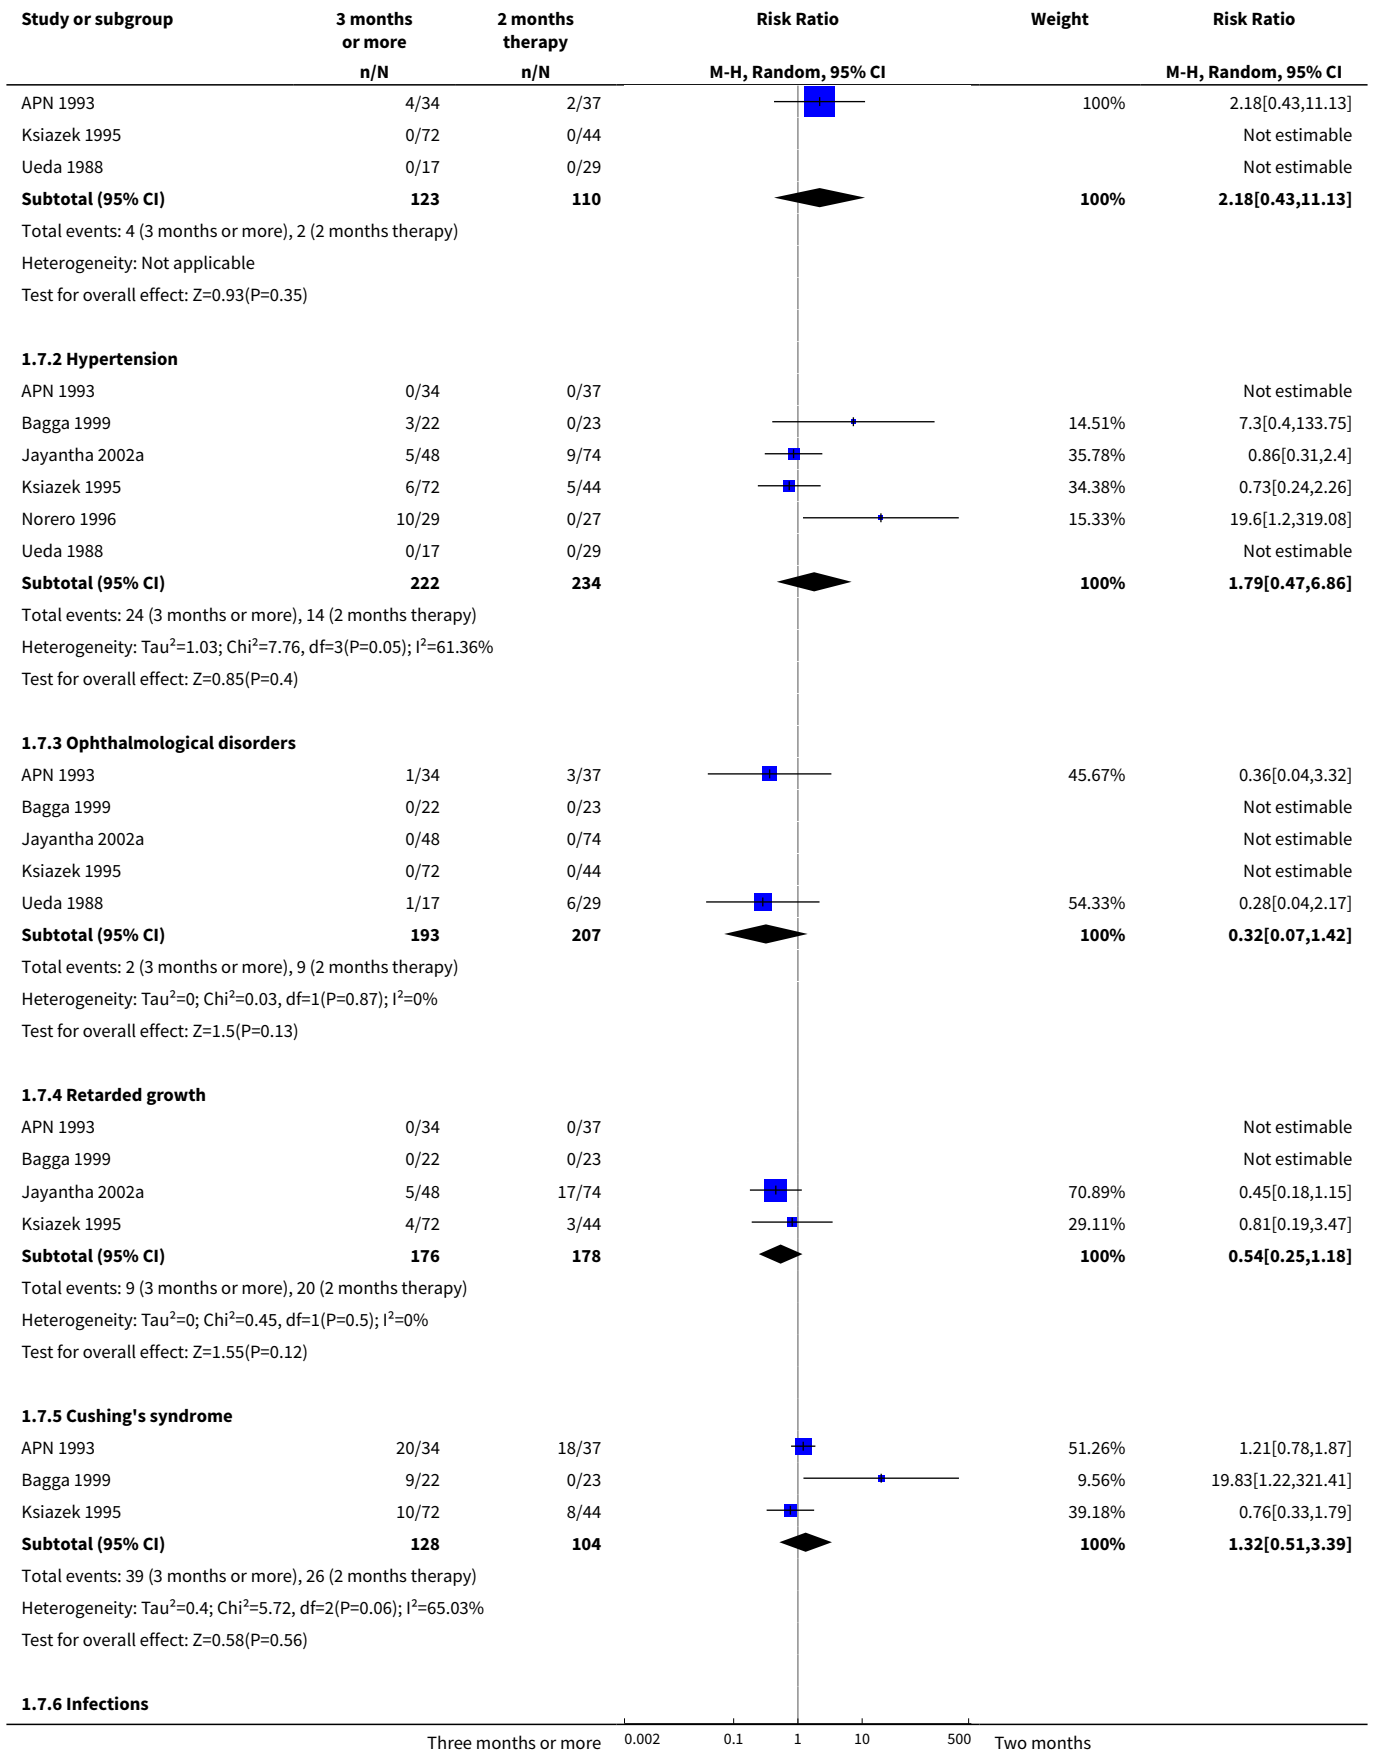 Study or subgroup 3 months or more 2 months therapy Risk Ratio Weight Risk Ratio
n/N n/N M-H, Random, 95% CI M-H, Random, 95% CI
APN 1993 4/34 2/37 100% 2.18[0.43,11.13]
Ksiazek 1995 0/72 0/44 Not estimable
Ueda 1988 0/17 0/29 Not estimable
Subtotal (95% CI) 123 110 100% 2.18[0.43,11.13]
Total events: 4 (3 months or more), 2 (2 months therapy)
Heterogeneity: Not applicable
Test for overall effect: Z=0.93(P=0.35)
1.7.2 Hypertension
APN 1993 0/34 0/37 Not estimable
Bagga 1999 3/22 0/23 14.51% 7.3[0.4,133.75]
Jayantha 2002a 5/48 9/74 35.78% 0.86[0.31,2.4]
Ksiazek 1995 6/72 5/44 34.38% 0.73[0.24,2.26]
Norero 1996 10/29 0/27 15.33% 19.6[1.2,319.08]
Ueda 1988 0/17 0/29 Not estimable
Subtotal (95% CI) 222 234 100% 1.79[0.47,6.86]
Total events: 24 (3 months or more), 14 (2 months therapy)
Heterogeneity: Tau²=1.03; Chi²=7.76, df=3(P=0.05); I²=61.36%
Test for overall effect: Z=0.85(P=0.4)
1.7.3 Ophthalmological disorders
APN 1993 1/34 3/37 45.67% 0.36[0.04,3.32]
Bagga 1999 0/22 0/23 Not estimable
Jayantha 2002a 0/48 0/74 Not estimable
Ksiazek 1995 0/72 0/44 Not estimable
Ueda 1988 1/17 6/29 54.33% 0.28[0.04,2.17]
Subtotal (95% CI) 193 207 100% 0.32[0.07,1.42]
Total events: 2 (3 months or more), 9 (2 months therapy)
Heterogeneity: Tau²=0; Chi²=0.03, df=1(P=0.87); I²=0%
Test for overall effect: Z=1.5(P=0.13)
1.7.4 Retarded growth
APN 1993 0/34 0/37 Not estimable
Bagga 1999 0/22 0/23 Not estimable
Jayantha 2002a 5/48 17/74 70.89% 0.45[0.18,1.15]
Ksiazek 1995 4/72 3/44 29.11% 0.81[0.19,3.47]
Subtotal (95% CI) 176 178 100% 0.54[0.25,1.18]
Total events: 9 (3 months or more), 20 (2 months therapy)
Heterogeneity: Tau²=0; Chi²=0.45, df=1(P=0.5); I²=0%
Test for overall effect: Z=1.55(P=0.12)
1.7.5 Cushing's syndrome
APN 1993 20/34 18/37 51.26% 1.21[0.78,1.87]
Bagga 1999 9/22 0/23 9.56% 19.83[1.22,321.41]
Ksiazek 1995 10/72 8/44 39.18% 0.76[0.33,1.79]
Subtotal (95% CI) 128 104 100% 1.32[0.51,3.39]
Total events: 39 (3 months or more), 26 (2 months therapy)
Heterogeneity: Tau²=0.4; Chi²=5.72, df=2(P=0.06); I²=65.03%
Test for overall effect: Z=0.58(P=0.56)
1.7.6 Infections
Three months or more 0.002 0.1 1 10 500 Two months